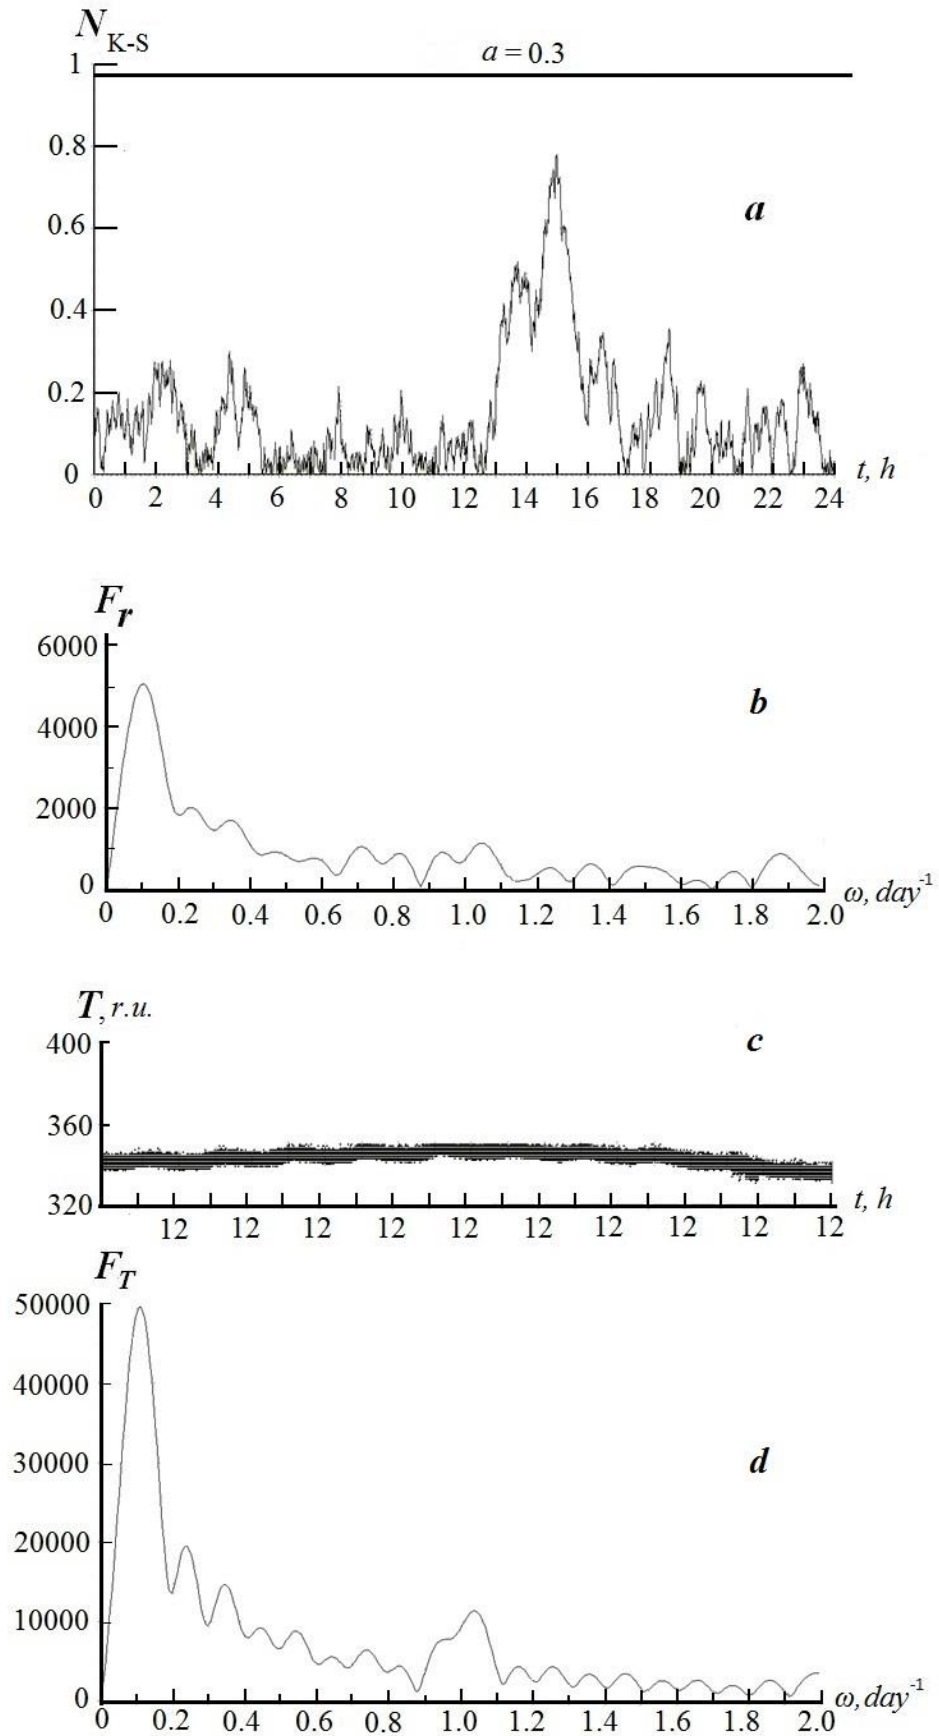 N K-S
a = 0.3
1
0.8
a
0.6
0.4
0.2
0
0 2 4 6 8 10 12 14 16 18 20 22 24 t, h
F r
6000
b
4000
2000
0
0 0.2 0.4 0.6 0.8 1.0 1.2 1.4 1.6 1.8 2.0 ω, day⁻¹
T, r.u.
400
c
360
320
12 12 12 12 12 12 12 12 12 12 t, h
F T
50000
40000
30000
d
20000
10000
0
0 0.2 0.4 0.6 0.8 1.0 1.2 1.4 1.6 1.8 2.0 ω, day⁻¹